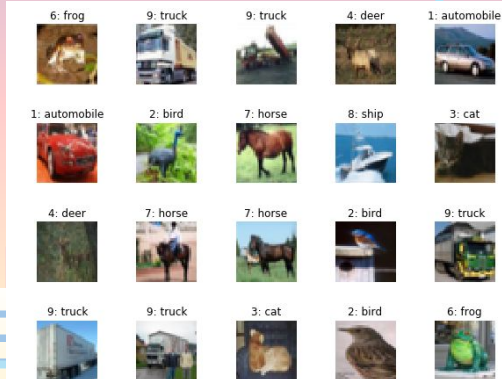 6: frog 9: truck 9: truck 4: deer 1: automobile
1: automobile 2: bird 7: horse 8: ship 3: cat
4: deer 7: horse 7: horse 2: bird 9: truck
9: truck 9: truck 3: cat 2: bird 6: frog